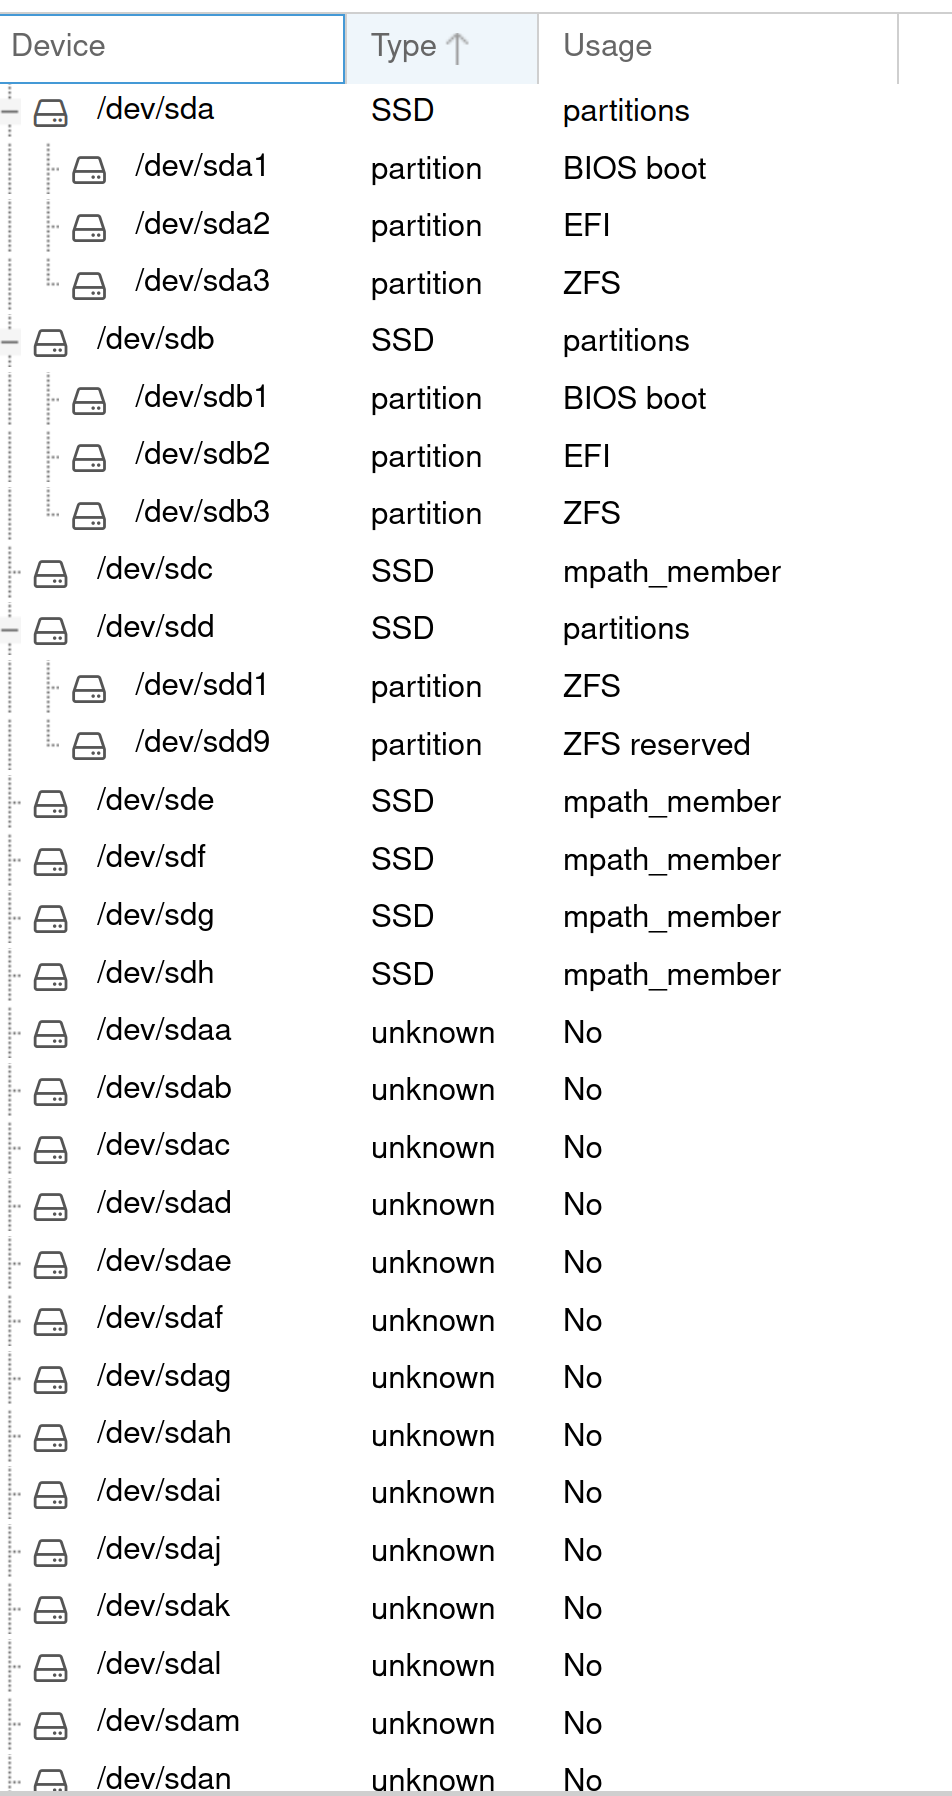 Device Type Usage
/dev/sda SSD partitions
/dev/sda1 partition BIOS boot
/dev/sda2 partition EFI
/dev/sda3 partition ZFS
/dev/sdb SSD partitions
/dev/sdb1 partition BIOS boot
/dev/sdb2 partition EFI
/dev/sdb3 partition ZFS
/dev/sdc SSD mpath_member
/dev/sdd SSD partitions
/dev/sdd1 partition ZFS
/dev/sdd9 partition ZFS reserved
/dev/sde SSD mpath_member
/dev/sdf SSD mpath_member
/dev/sdg SSD mpath_member
/dev/sdh SSD mpath_member
/dev/sdaa unknown No
/dev/sdab unknown No
/dev/sdac unknown No
/dev/sdad unknown No
/dev/sdae unknown No
/dev/sdaf unknown No
/dev/sdag unknown No
/dev/sdah unknown No
/dev/sdai unknown No
/dev/sdaj unknown No
/dev/sdak unknown No
/dev/sdal unknown No
/dev/sdam unknown No
/dev/sdan unknown No